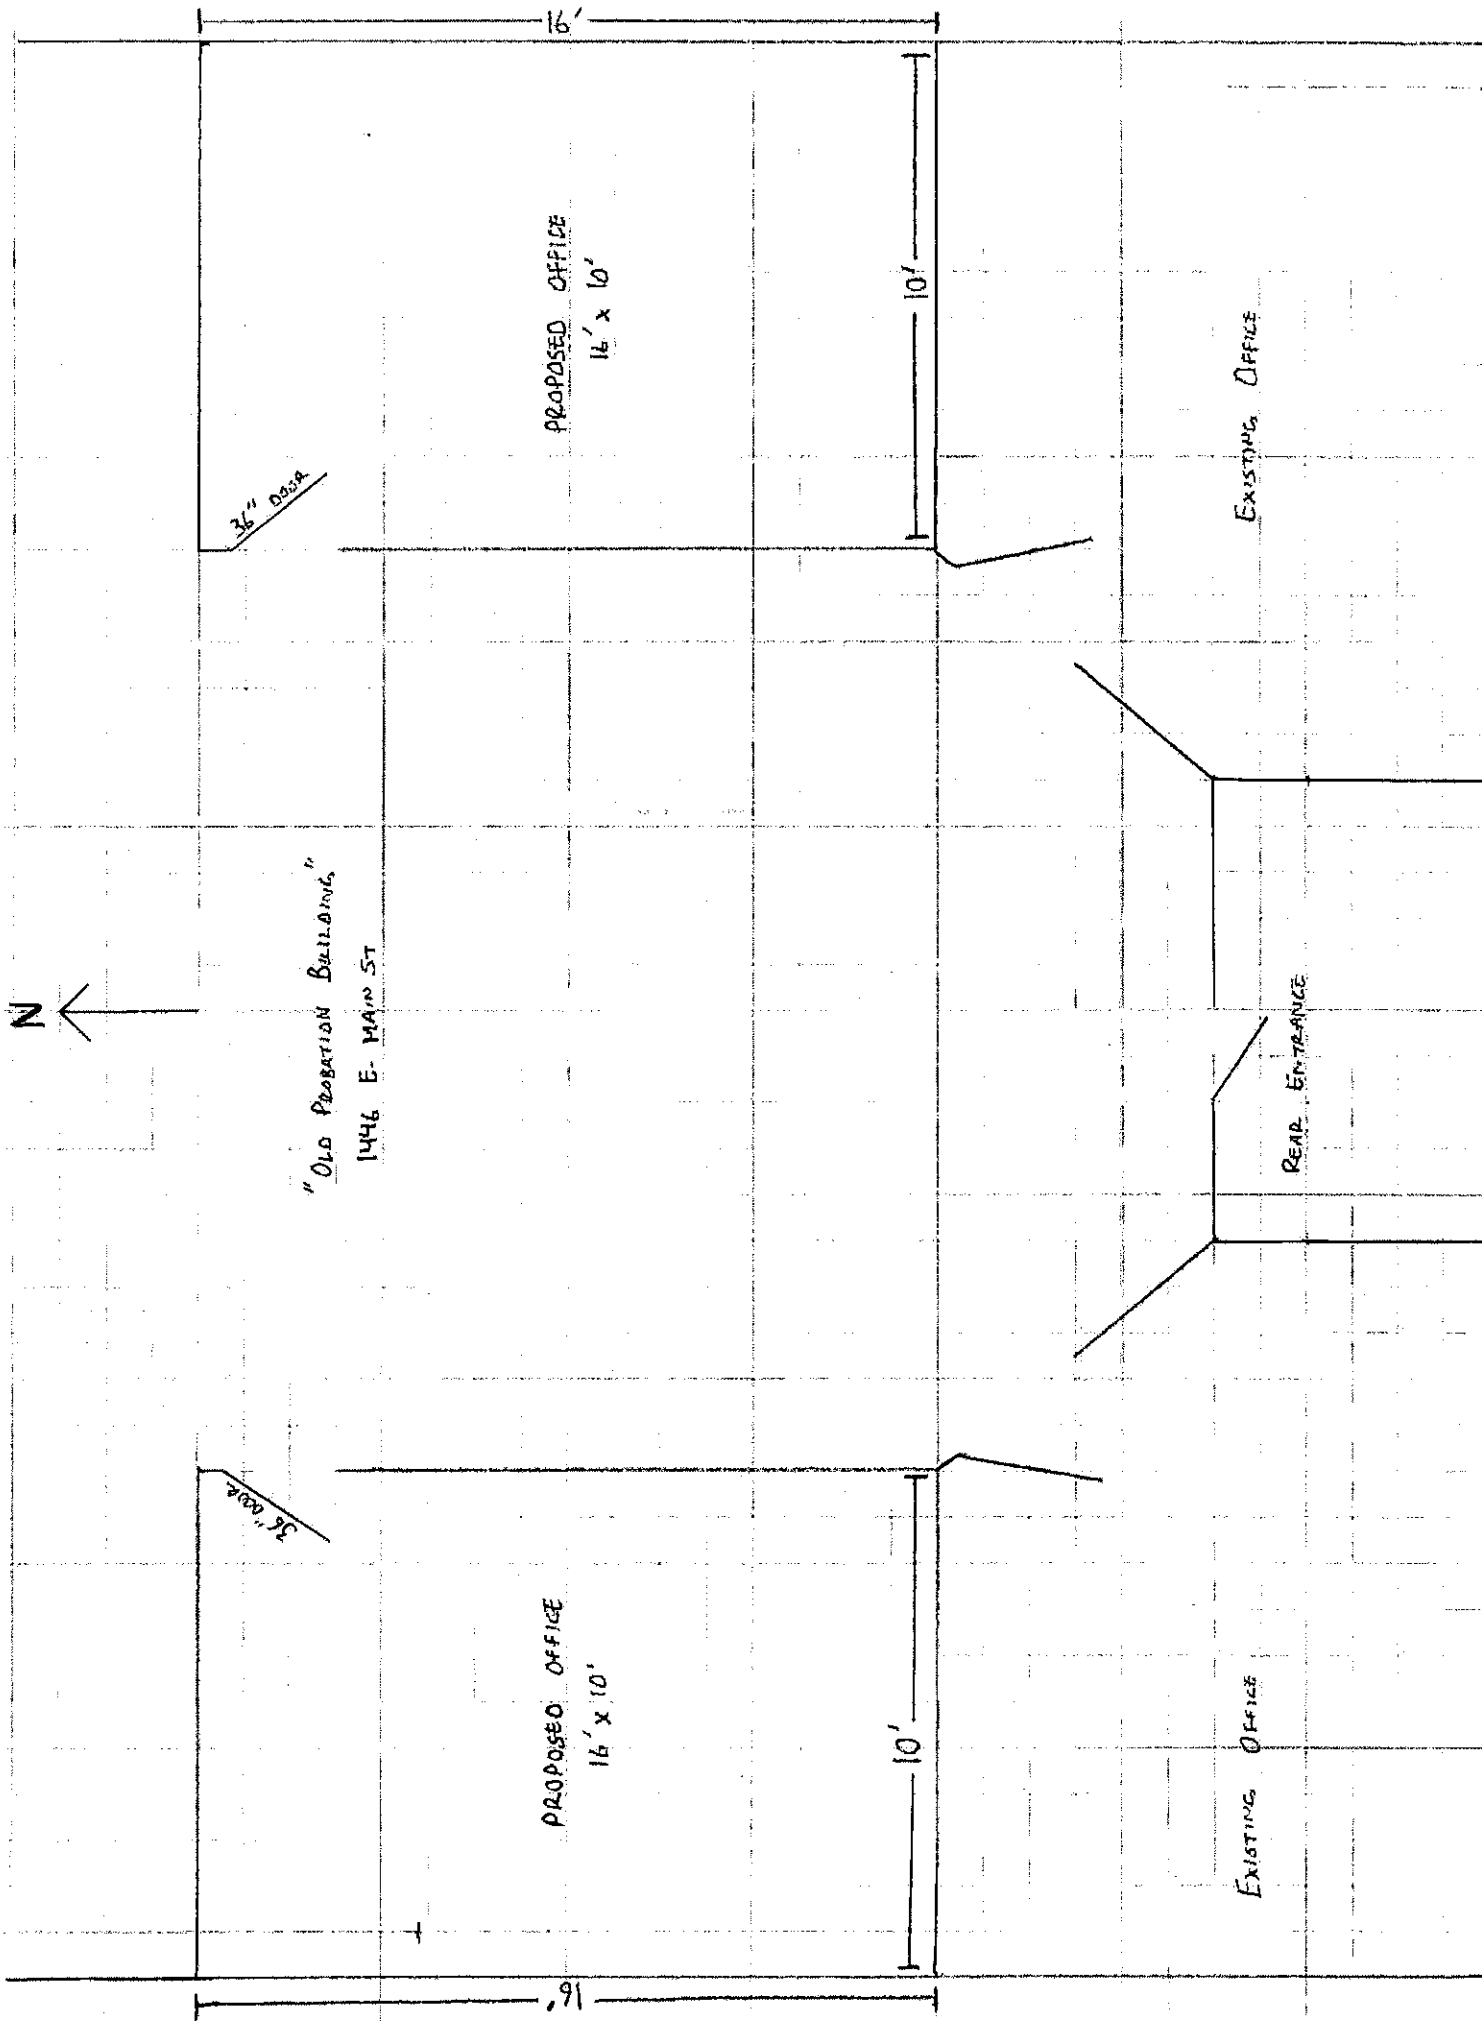 N
36" DOOR
"OLD PROBATION BUILDING"
1446 E. MAIN ST
36" DOOR
16'
PROPOSED OFFICE
16' x 10'
PROPOSED OFFICE
16' x 10'
16'
10'
10'
EXISTING OFFICE
REAR ENTRANCE
EXISTING OFFICE